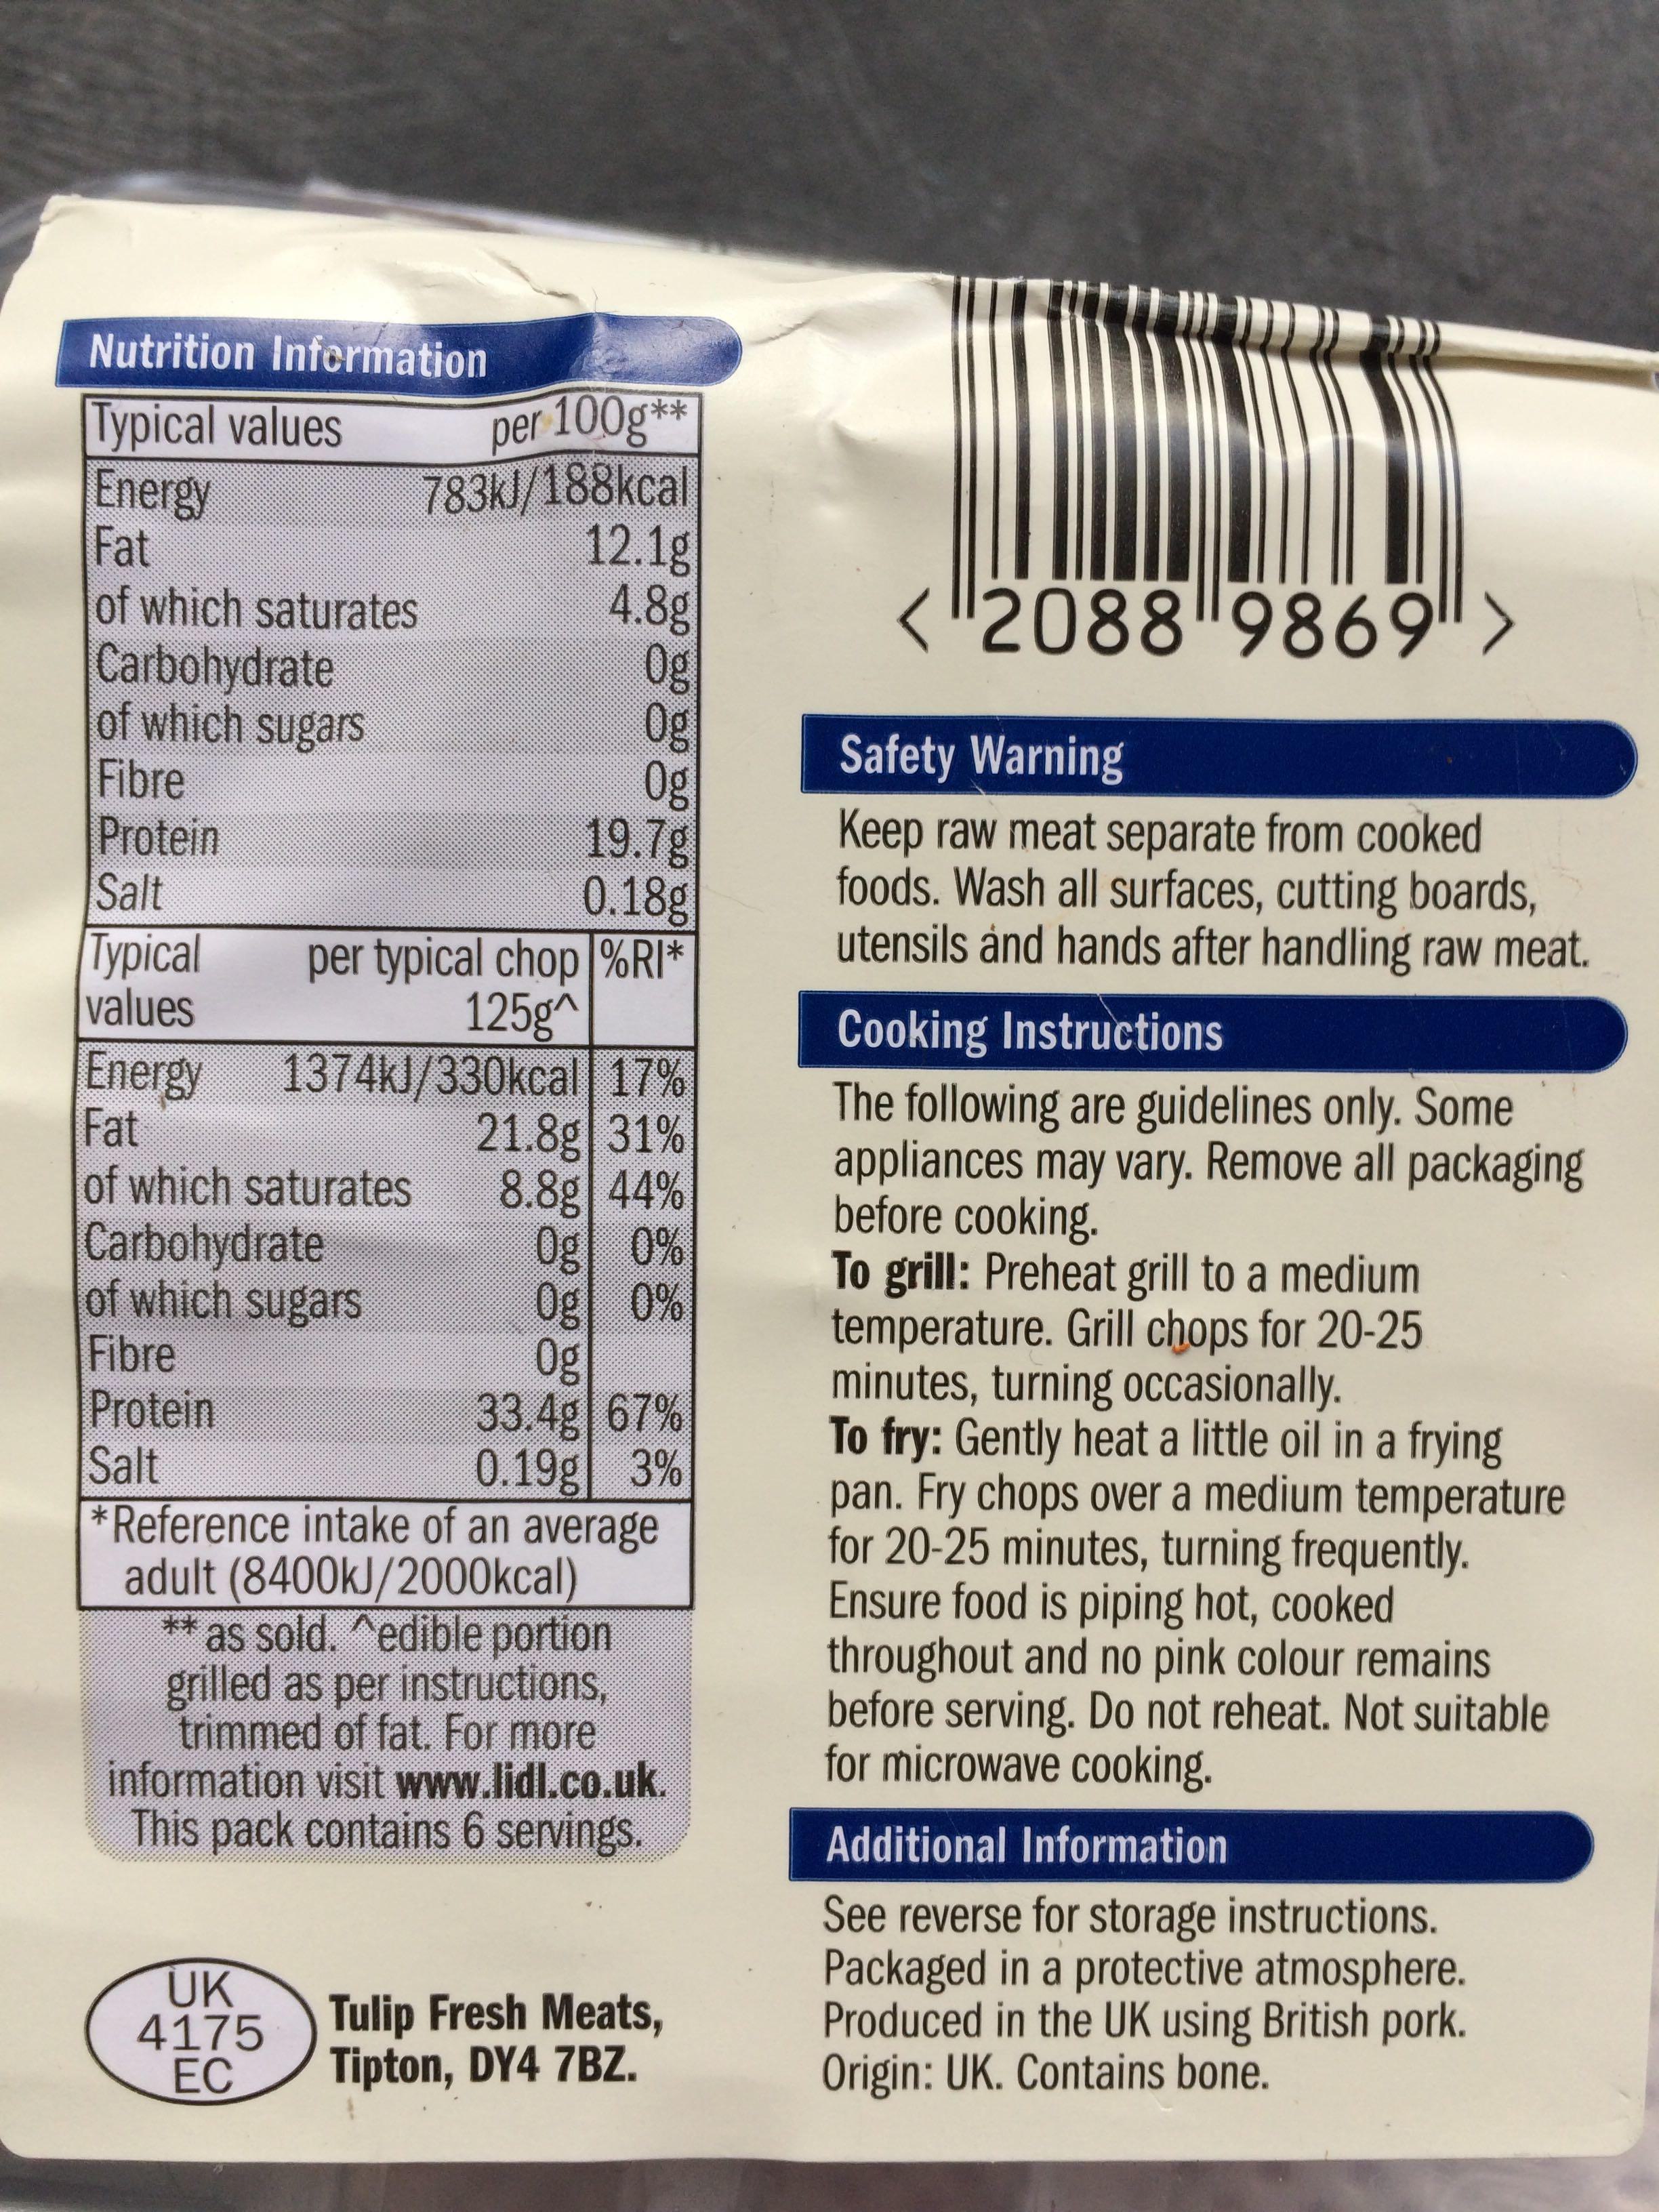 Nutrition Information
Typical values per 100g**
Energy 783kJ/188kcal
Fat 12.1g
of which saturates 4.8g
Carbohydrate 0g
of which sugars 0g
Fibre 0g
Protein 19.7g
Salt 0.18g
Typical per typical chop %RI*
values 125g^
Energy 1374kJ/330kcal 17%
Fat 21.8g 31%
of which saturates 8.8g 44%
Carbohydrate 0g 0%
of which sugars 0g 0%
Fibre 0g
Protein 33.4g 67%
Salt 0.19g 3%
*Reference intake of an average
adult (8400kJ/2000kcal)
** as sold. ^edible portion
grilled as per instructions,
trimmed of fat. For more
information visit www.lidl.co.uk.
This pack contains 6 servings.
UK
4175
EC
Tulip Fresh Meats,
Tipton, DY4 7BZ.
< 2088 9869 >
Safety Warning
Keep raw meat separate from cooked
foods. Wash all surfaces, cutting boards,
utensils and hands after handling raw meat.
Cooking Instructions
The following are guidelines only. Some
appliances may vary. Remove all packaging
before cooking.
To grill: Preheat grill to a medium
temperature. Grill chops for 20-25
minutes, turning occasionally.
To fry: Gently heat a little oil in a frying
pan. Fry chops over a medium temperature
for 20-25 minutes, turning frequently.
Ensure food is piping hot, cooked
throughout and no pink colour remains
before serving. Do not reheat. Not suitable
for microwave cooking.
Additional Information
See reverse for storage instructions.
Packaged in a protective atmosphere.
Produced in the UK using British pork.
Origin: UK. Contains bone.